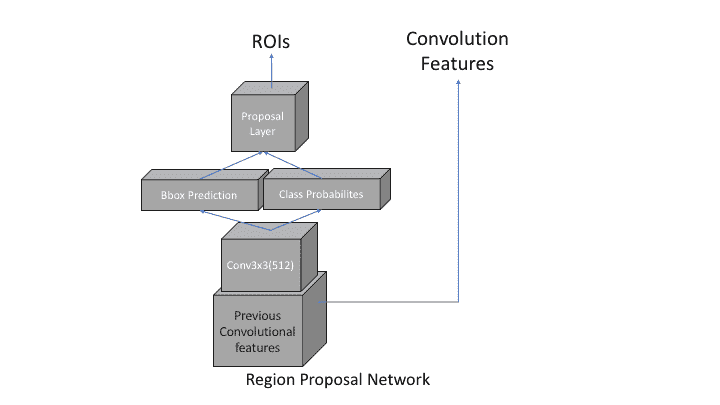 ROIs
Convolution
Features
Proposal
Layer
Bbox Prediction
Class Probabilites
Conv3x3(512)
Previous
Convolutional
features
Region Proposal Network